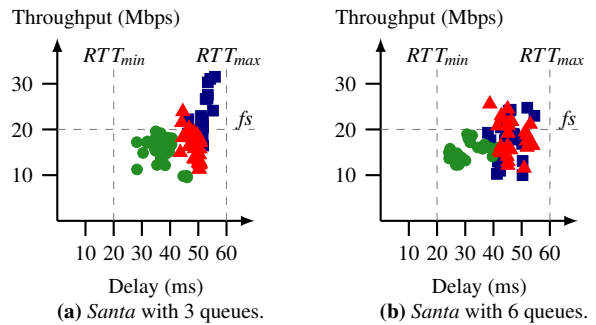 Throughput (Mbps)
RTTmin
RTTmax
30
fs
20
10
10 20 30 40 50 60
Delay (ms)
(a) Santa with 3 queues.
Throughput (Mbps)
RTTmin
RTTmax
30
fs
20
10
10 20 30 40 50 60
Delay (ms)
(b) Santa with 6 queues.